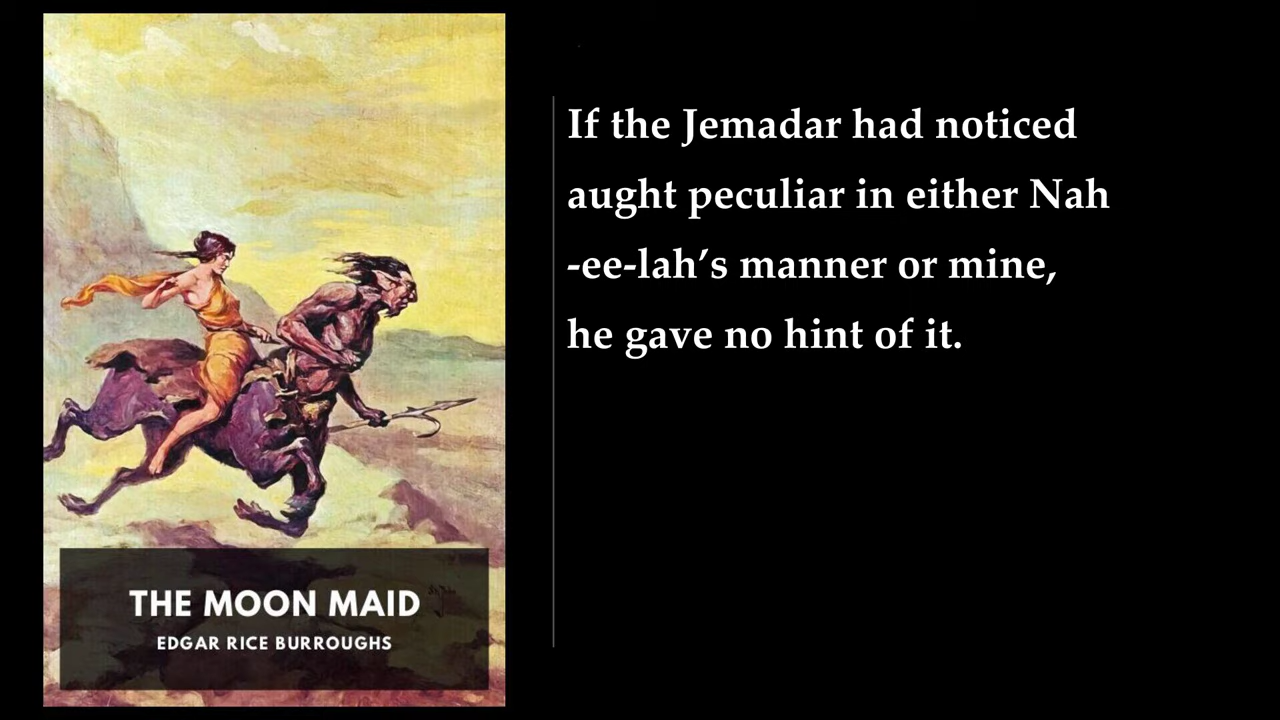 If the Jemadar had noticed
aught peculiar in either Nah
-ee-lah’s manner or mine,
he gave no hint of it.
THE MOON MAID
EDGAR RICE BURROUGHS